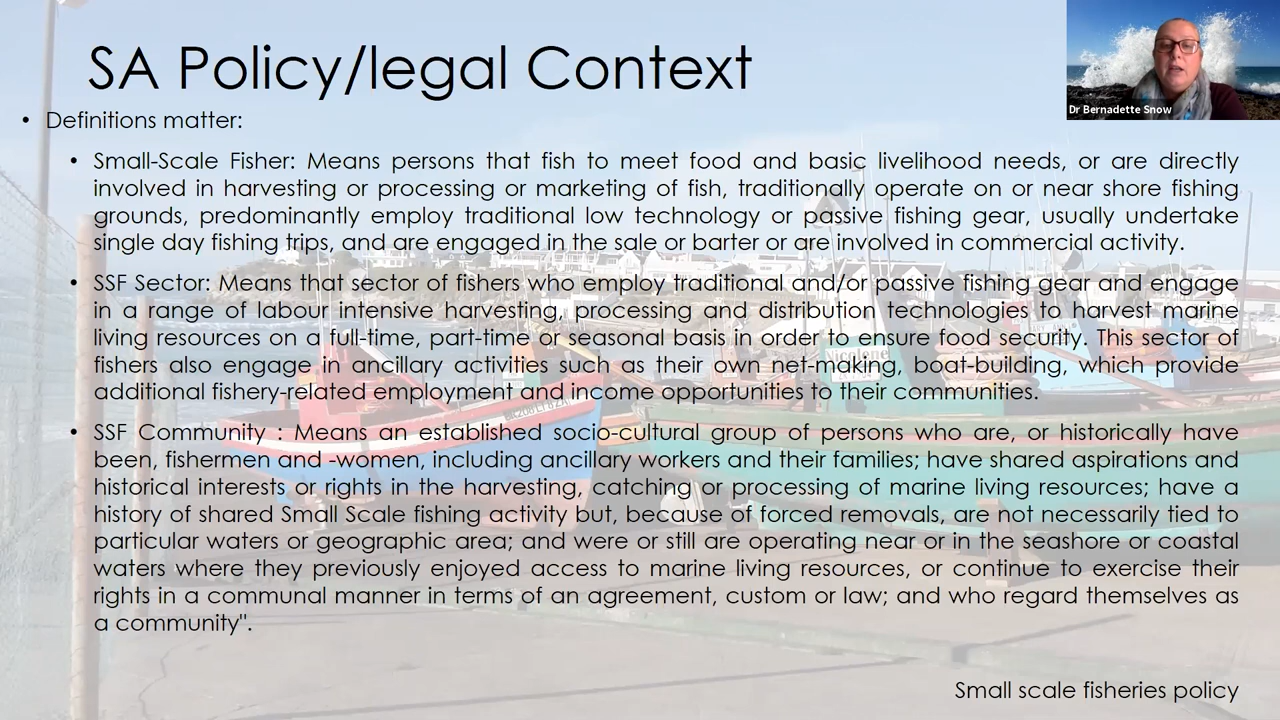 SA Policy/legal Context
Dr Bernadette Snow
• Definitions matter:
• Small-Scale Fisher: Means persons that fish to meet food and basic livelihood needs, or are directly
involved in harvesting or processing or marketing of fish, traditionally operate on or near shore fishing
grounds, predominantly employ traditional low technology or passive fishing gear, usually undertake
single day fishing trips, and are engaged in the sale or barter or are involved in commercial activity.
• SSF Sector: Means that sector of fishers who employ traditional and/or passive fishing gear and engage
in a range of labour intensive harvesting, processing and distribution technologies to harvest marine
living resources on a full-time, part-time or seasonal basis in order to ensure food security. This sector of
fishers also engage in ancillary activities such as their own net-making, boat-building, which provide
additional fishery-related employment and income opportunities to their communities.
• SSF Community : Means an established socio-cultural group of persons who are, or historically have
been, fishermen and -women, including ancillary workers and their families; have shared aspirations and
historical interests or rights in the harvesting, catching or processing of marine living resources; have a
history of shared Small Scale fishing activity but, because of forced removals, are not necessarily tied to
particular waters or geographic area; and were or still are operating near or in the seashore or coastal
waters where they previously enjoyed access to marine living resources, or continue to exercise their
rights in a communal manner in terms of an agreement, custom or law; and who regard themselves as
a community".
Nicolene
Small scale fisheries policy